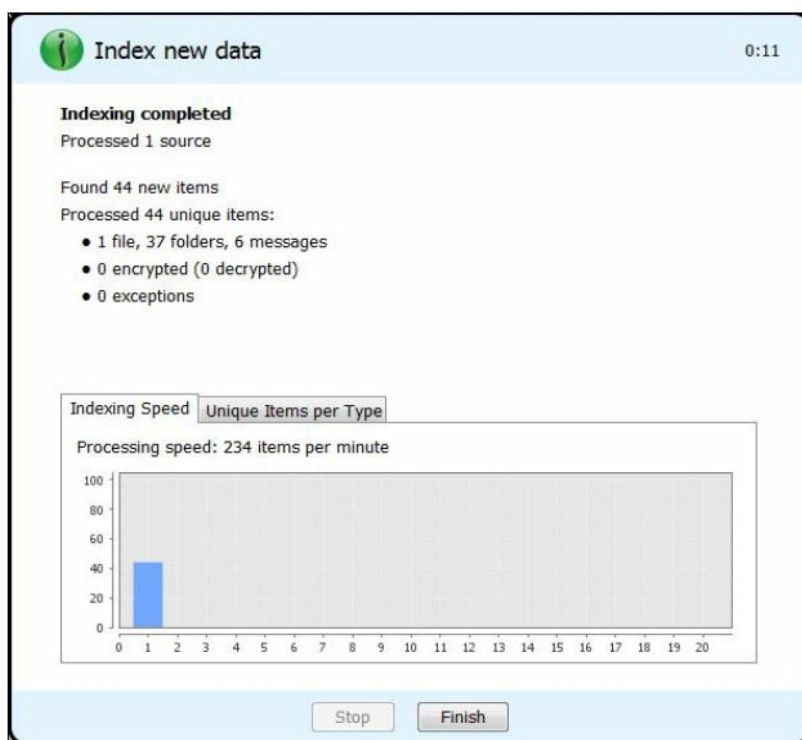 Index new data
0:11
Indexing completed
Processed 1 source
Found 44 new items
Processed 44 unique items:
● 1 file, 37 folders, 6 messages
● 0 encrypted (0 decrypted)
● 0 exceptions
Indexing Speed Unique Items per Type
Processing speed: 234 items per minute
100
80
60
40
20
0
0 1 2 3 4 5 6 7 8 9 10 11 12 13 14 15 16 17 18 19 20
Stop Finish